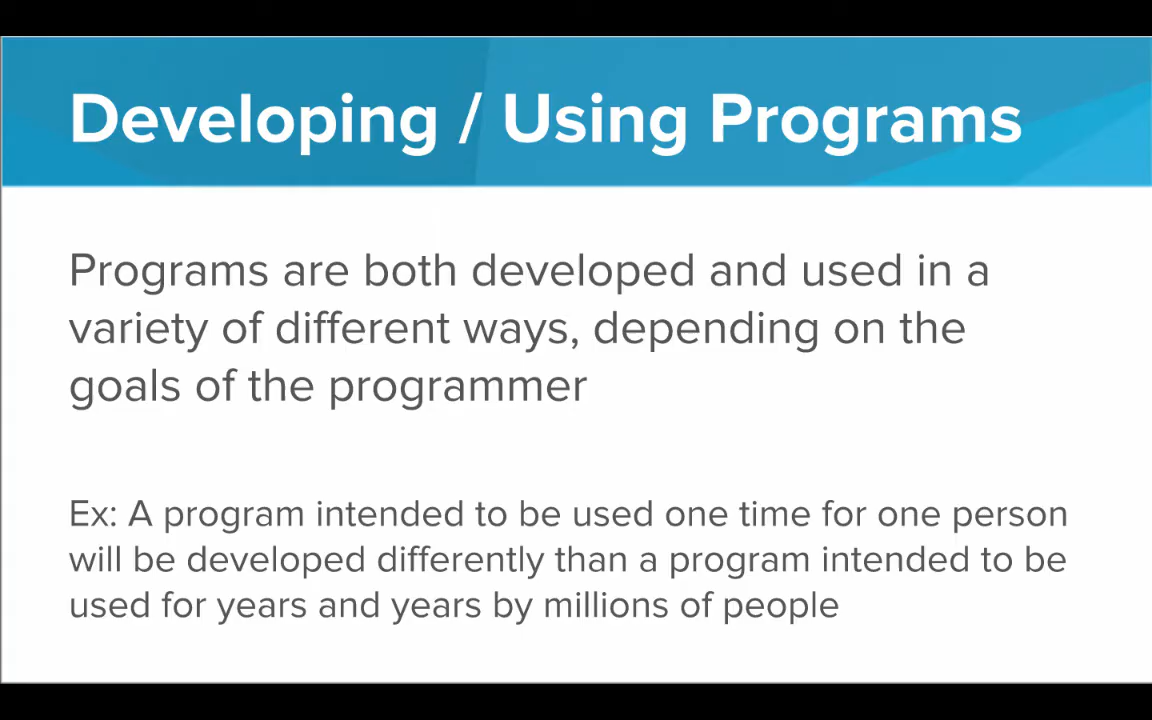 Developing / Using Programs
Programs are both developed and used in a
variety of different ways, depending on the
goals of the programmer
Ex: A program intended to be used one time for one person
will be developed differently than a program intended to be
used for years and years by millions of people